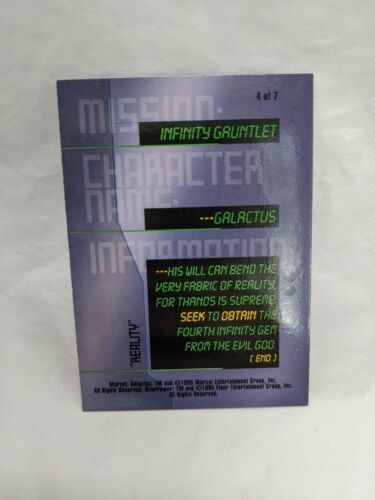 4 of 7
MISSION:
INFINITY GAUNTLET
CHARACTER
NAME:
---GALACTUS
INFORMATION
---HIS WILL CAN BEND THE
VERY FABRIC OF REALITY,
FOR THANOS IS SUPREME.
SEEK TO OBTAIN THE
FOURTH INFINITY GEM
FROM THE EVIL GOD.
[ END ]
"REALITY"
Marvel, Galactus: TM and ©1995 Marvel Entertainment Group, Inc.
All Rights Reserved. OverPower: TM and ©1995 Fleer Entertainment Group, Inc.
All Rights Reserved.